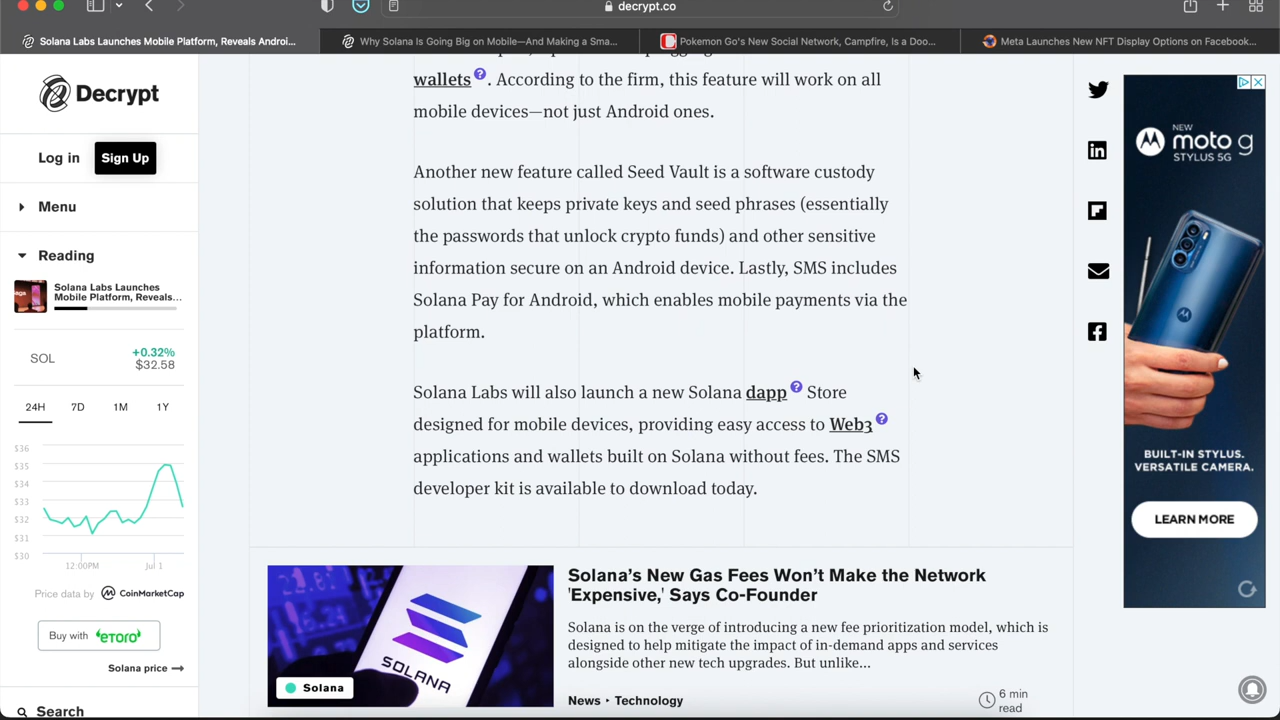 decrypt.co
Solana Labs Launches Mobile Platform, Reveals Androi...
Why Solana Is Going Big on Mobile—And Making a Sma...
Pokemon Go's New Social Network, Campfire, Is a Doo...
Meta Launches New NFT Display Options on Facebook...
Decrypt
Log in
Sign Up
Menu
Reading
Solana Labs Launches
Mobile Platform, Reveals...
SOL
+0.32%
$32.58
24H 7D 1M 1Y
$36
$35
$34
$33
$32
$31
$30
12:00PM Jul 1
Price data by CoinMarketCap
Buy with etoro
Solana price
Search
wallets ? . According to the firm, this feature will work on all
mobile devices—not just Android ones.
Another new feature called Seed Vault is a software custody
solution that keeps private keys and seed phrases (essentially
the passwords that unlock crypto funds) and other sensitive
information secure on an Android device. Lastly, SMS includes
Solana Pay for Android, which enables mobile payments via the
platform.
Solana Labs will also launch a new Solana dapp ? Store
designed for mobile devices, providing easy access to Web3 ?
applications and wallets built on Solana without fees. The SMS
developer kit is available to download today.
SOLANA
Solana
Solana's New Gas Fees Won't Make the Network
'Expensive,' Says Co-Founder
Solana is on the verge of introducing a new fee prioritization model, which is
designed to help mitigate the impact of in-demand apps and services
alongside other new tech upgrades. But unlike...
News • Technology
6 min
read
NEW
moto g
STYLUS 5G
BUILT-IN STYLUS.
VERSATILE CAMERA.
LEARN MORE